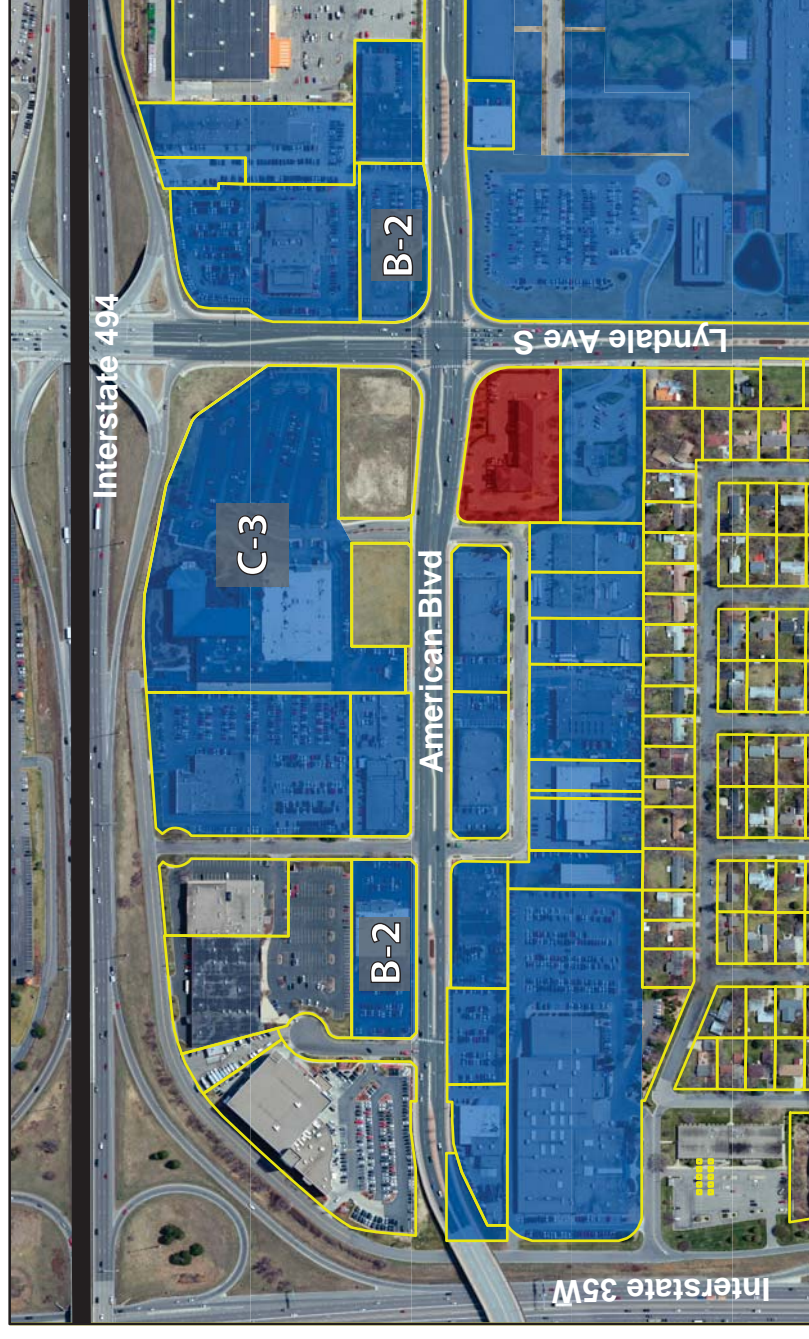 Interstate 494
B-2
Lyndale Ave S
C-3
American Blvd
B-2
Interstate 35W